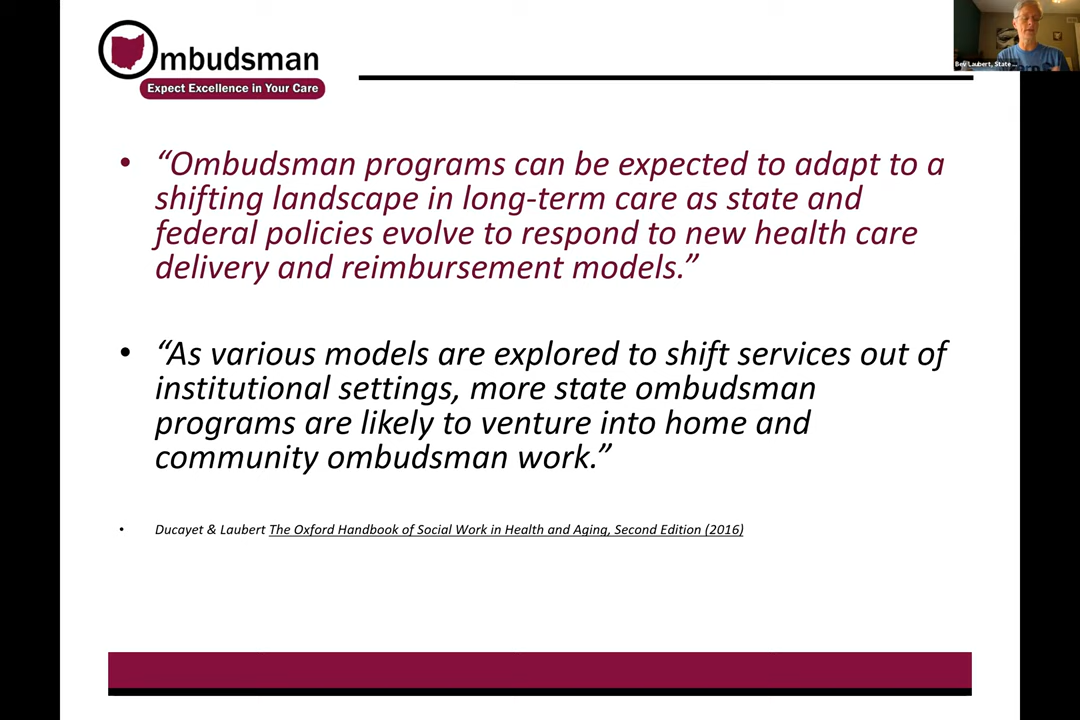 Ombudsman
Expect Excellence in Your Care
Bev Laubert, State ...
• “Ombudsman programs can be expected to adapt to a
shifting landscape in long-term care as state and
federal policies evolve to respond to new health care
delivery and reimbursement models.”
• “As various models are explored to shift services out of
institutional settings, more state ombudsman
programs are likely to venture into home and
community ombudsman work.”
• Ducayet & Laubert The Oxford Handbook of Social Work in Health and Aging, Second Edition (2016)